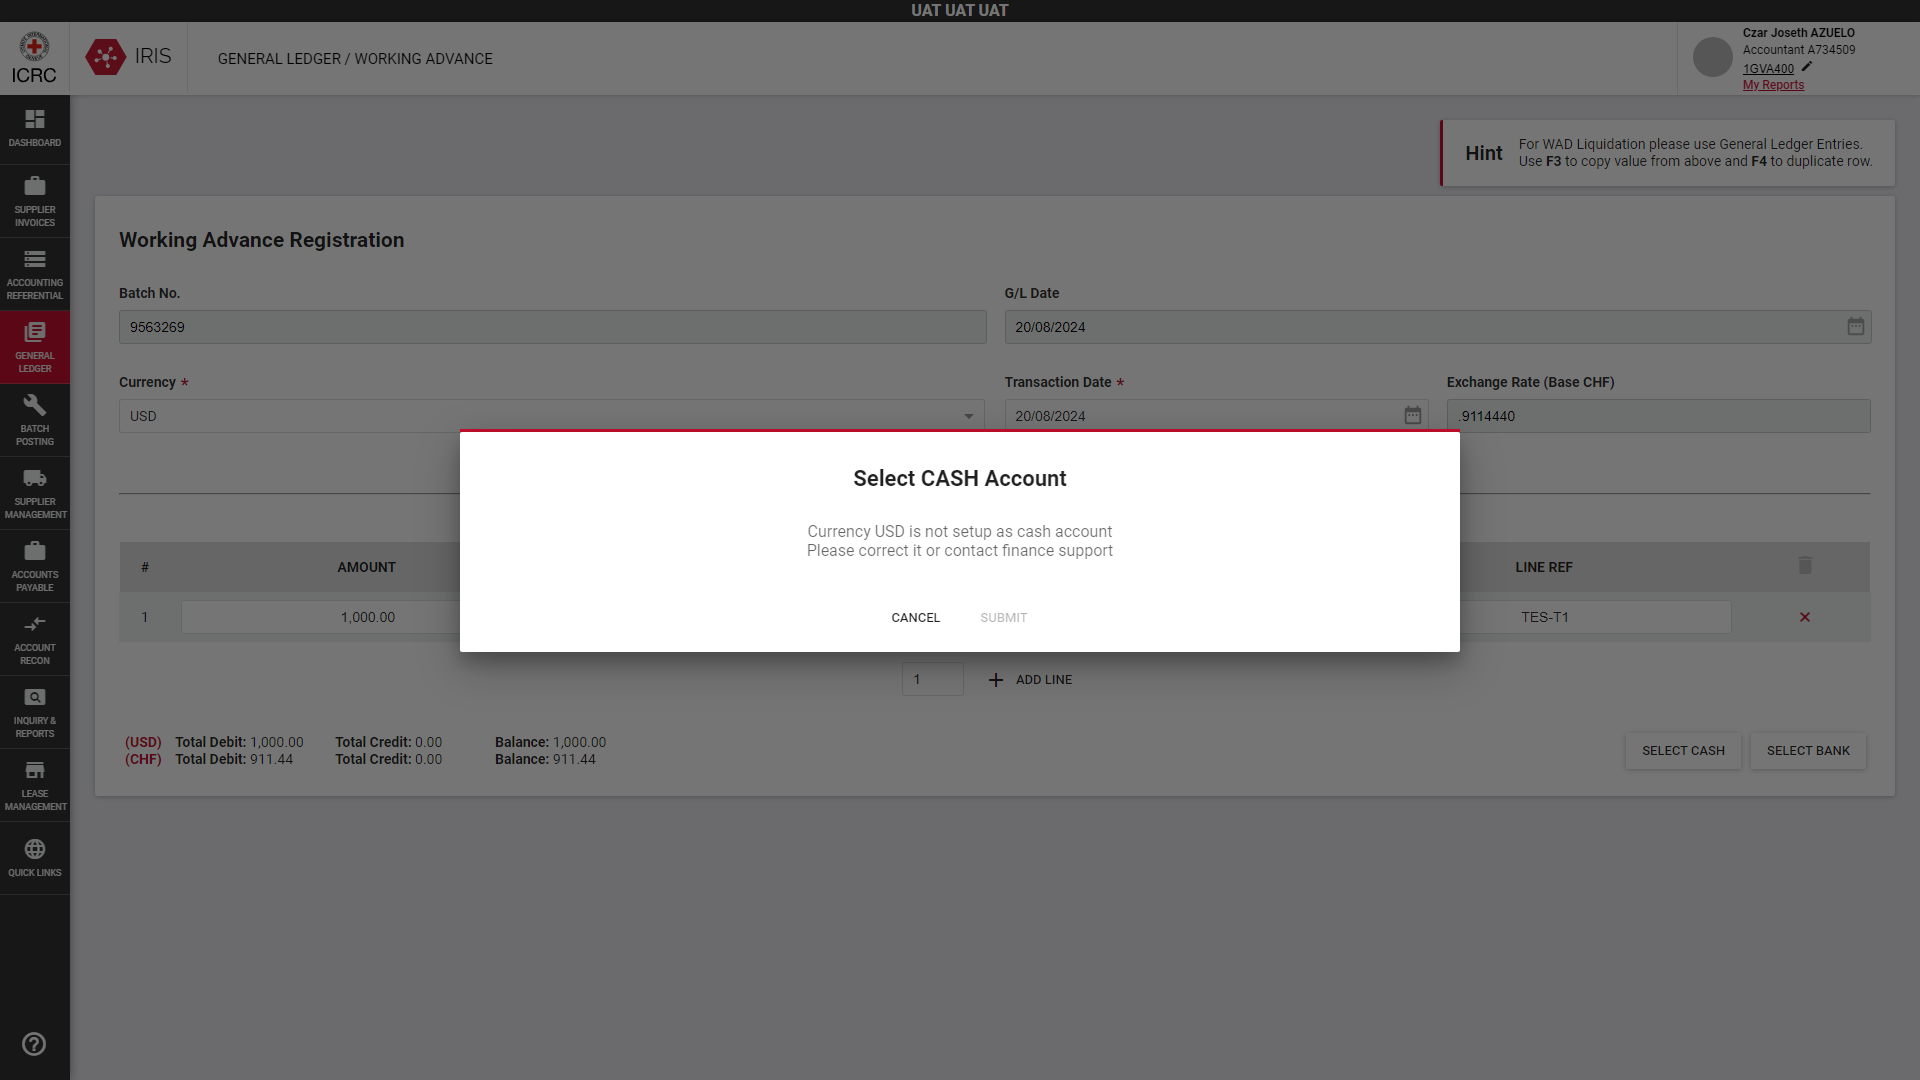 UAT UAT UAT
ICRC
IRIS
GENERAL LEDGER / WORKING ADVANCE
Czar Joseth AZUELO
Accountant A734509
1GVA400
My Reports
DASHBOARD
SUPPLIER
INVOICES
ACCOUNTING
REFERENTIAL
GENERAL
LEDGER
BATCH
POSTING
SUPPLIER
MANAGEMENT
ACCOUNTS
PAYABLE
ACCOUNT
RECON
INQUIRY &
REPORTS
LEASE
MANAGEMENT
QUICK LINKS
Hint
For WAD Liquidation please use General Ledger Entries.
Use F3 to copy value from above and F4 to duplicate row.
Working Advance Registration
Batch No.
9563269
G/L Date
20/08/2024
Currency *
USD
Transaction Date *
20/08/2024
Exchange Rate (Base CHF)
.9114440
Select CASH Account
Currency USD is not setup as cash account
Please correct it or contact finance support
CANCEL SUBMIT
# AMOUNT LINE REF
1 1,000.00 TES-T1
1 ADD LINE
(USD) Total Debit: 1,000.00 Total Credit: 0.00 Balance: 1,000.00
(CHF) Total Debit: 911.44 Total Credit: 0.00 Balance: 911.44
SELECT CASH SELECT BANK